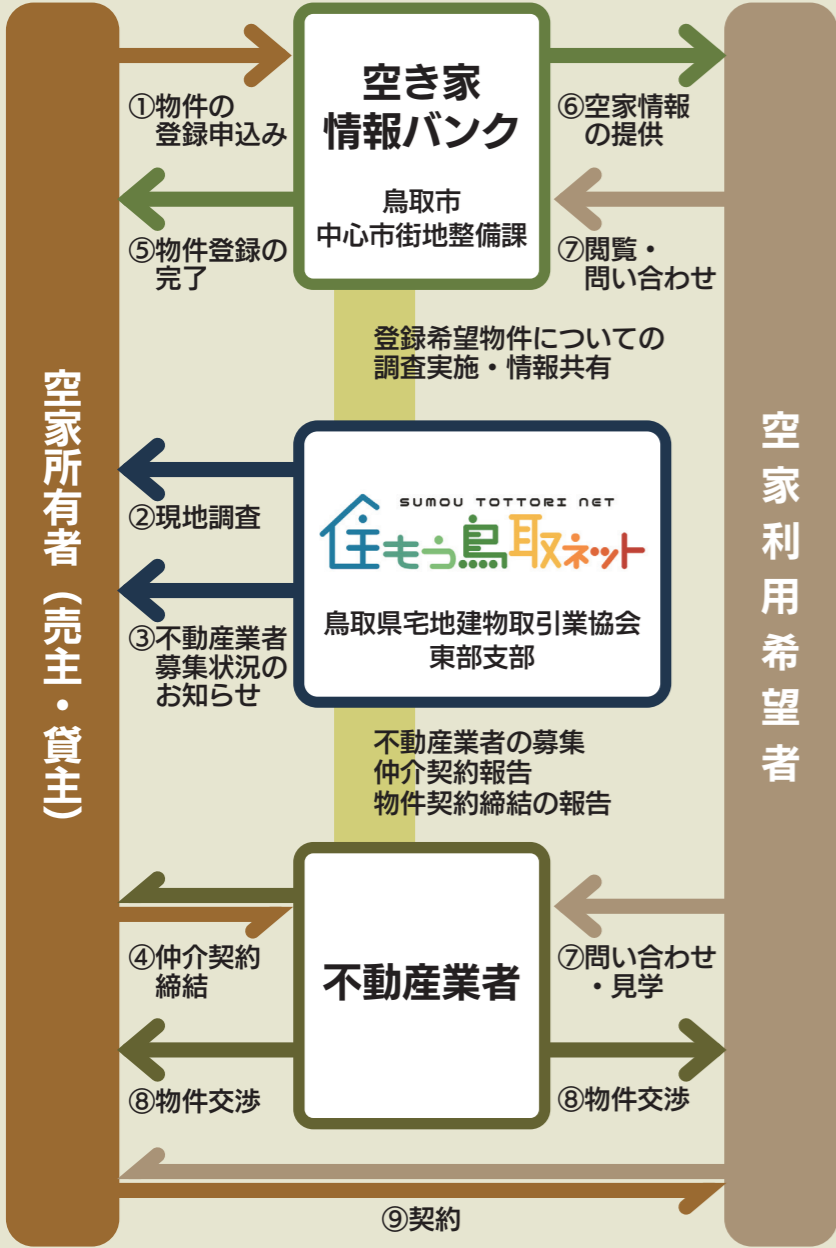 ①物件の
登録申込み
空き家
情報バンク
鳥取市
中心市街地整備課
⑥空家情報
の提供
⑤物件登録の
完了
⑦閲覧・
問い合わせ
登録希望物件についての
調査実施・情報共有
空家所有者（売主・貸主）
空家利用希望者
②現地調査
③不動産業者
募集状況の
お知らせ
SUMOU TOTTORI NET
住もう鳥取ネット
鳥取県宅地建物取引業協会
東部支部
不動産業者の募集
仲介契約報告
物件契約締結の報告
④仲介契約
締結
不動産業者
⑦問い合わせ
・見学
⑧物件交渉
⑧物件交渉
⑨契約